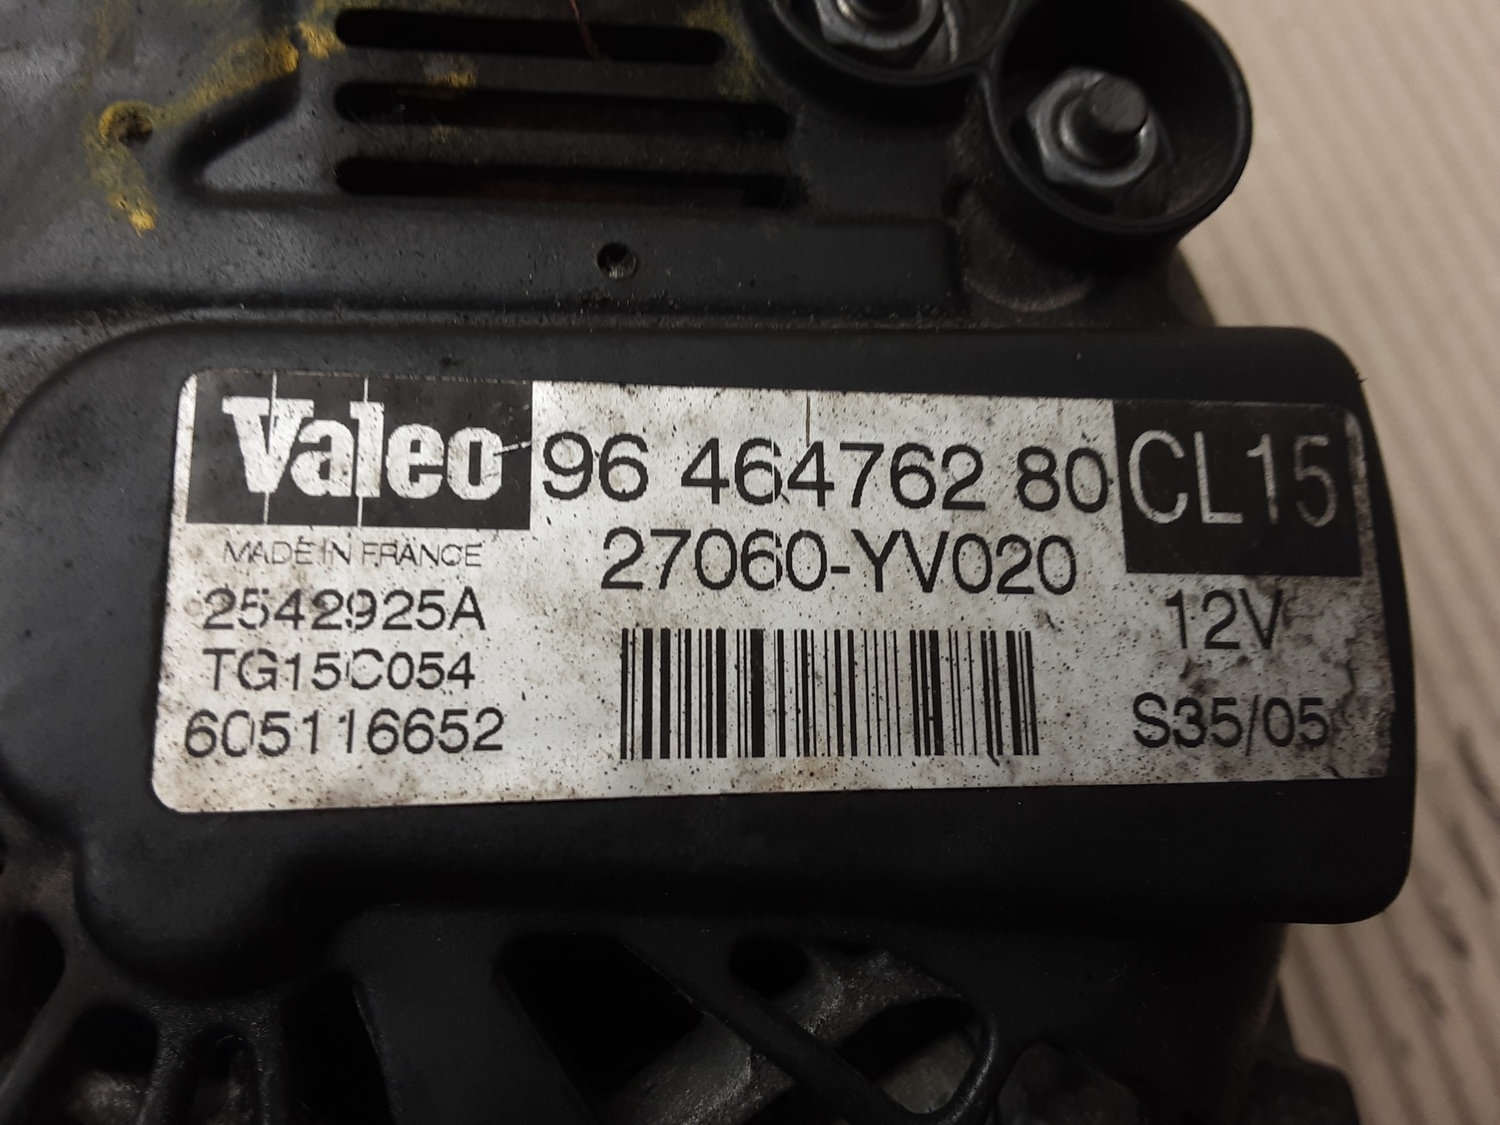 Valeo 96 464762 80 CL15
MADE IN FRANCE 27060-YV020
2542925A 12V
TG15C054
605116652 S35/05